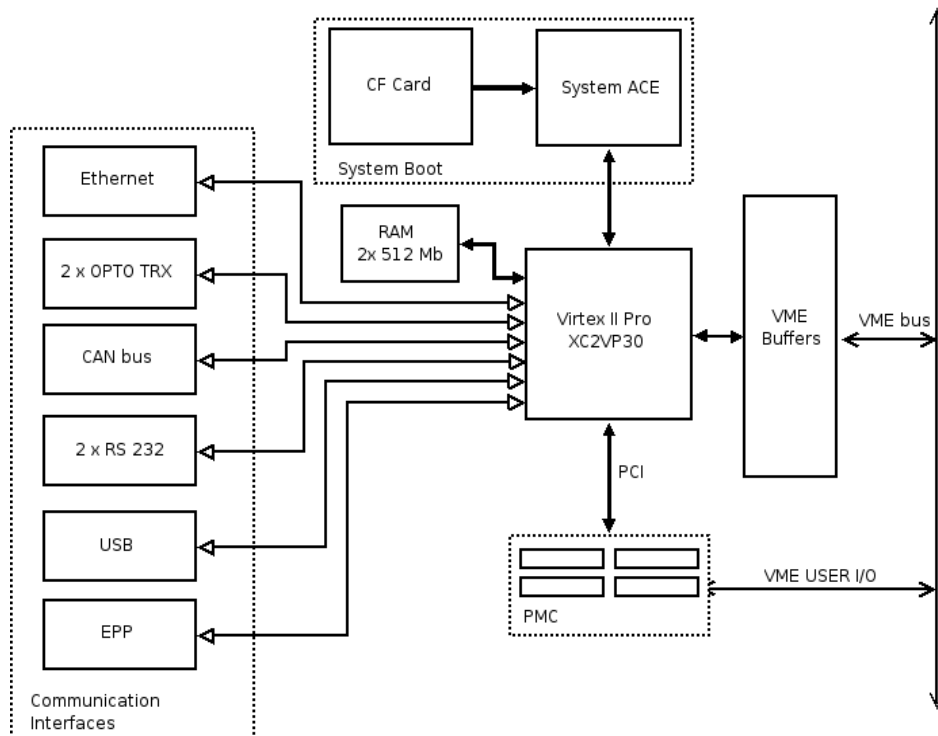 CF Card
System ACE
System Boot
Ethernet
RAM
2x 512 Mb
2 x OPTO TRX
Virtex II Pro
XC2VP30
VME
Buffers
VME bus
CAN bus
2 x RS 232
PCI
USB
VME USER I/O
PMC
EPP
Communication
Interfaces